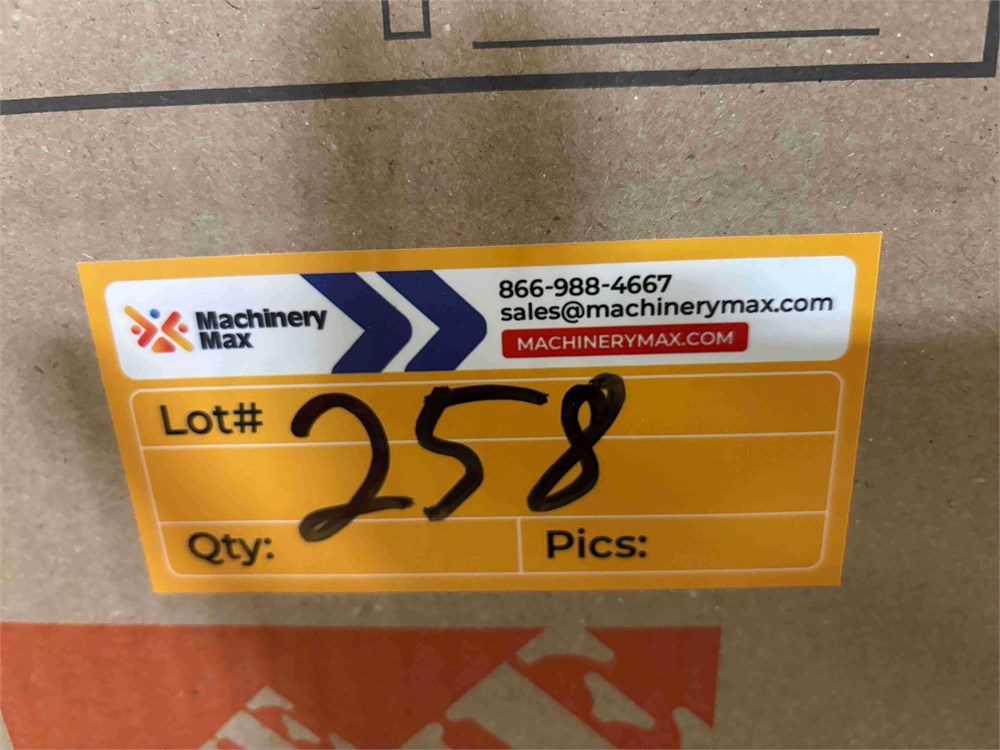 Machinery
Max
866-988-4667
sales@machinerymax.com
MACHINERYMAX.COM
Lot# 258
Qty:
Pics: